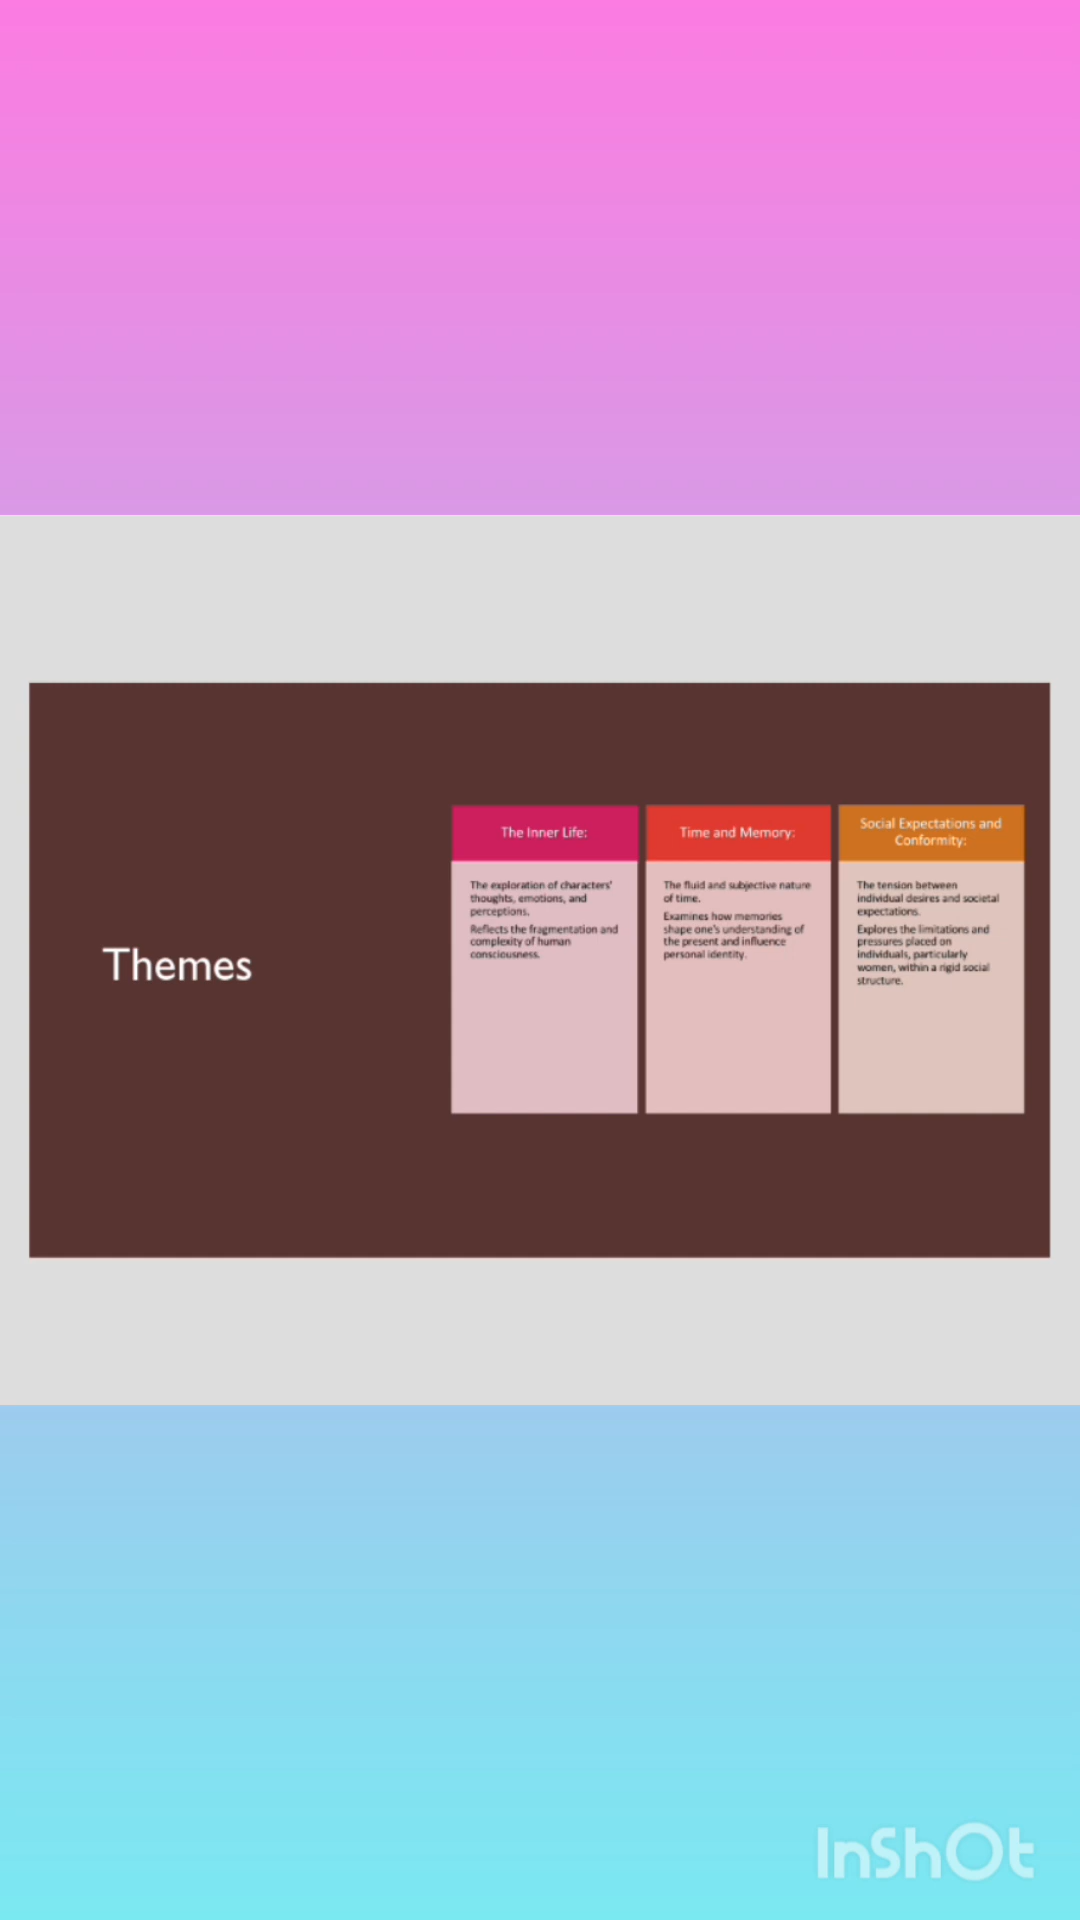 Themes
The Inner Life:
The exploration of characters'
thoughts, emotions, and
perceptions.
Reflects the fragmentation and
complexity of human
consciousness.
Time and Memory:
The fluid and subjective nature
of time.
Examines how memories
shape one's understanding of
the present and influence
personal identity.
Social Expectations and
Conformity:
The tension between
individual desires and societal
expectations.
Explores the limitations and
pressures placed on
individuals, particularly
women, within a rigid social
structure.
InShOt